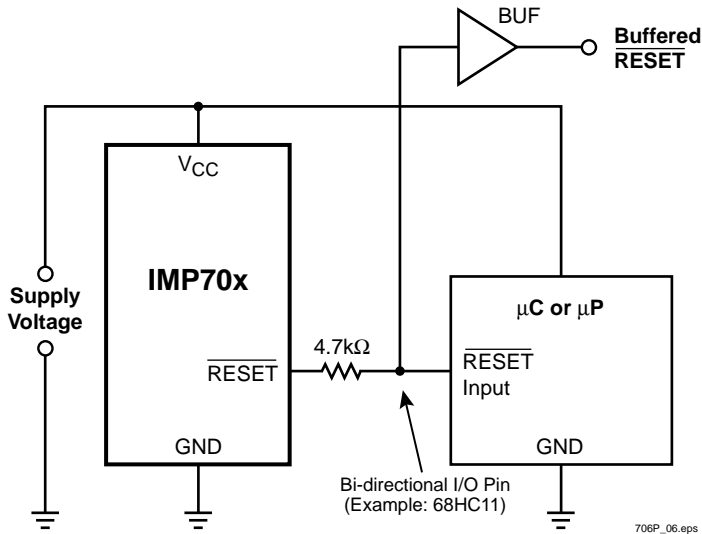 BUF
Buffered
RESET
VCC
IMP70x
Supply
Voltage
μC or μP
4.7kΩ
RESET
RESET
Input
GND
GND
Bi-directional I/O Pin
(Example: 68HC11)
706P_06.eps